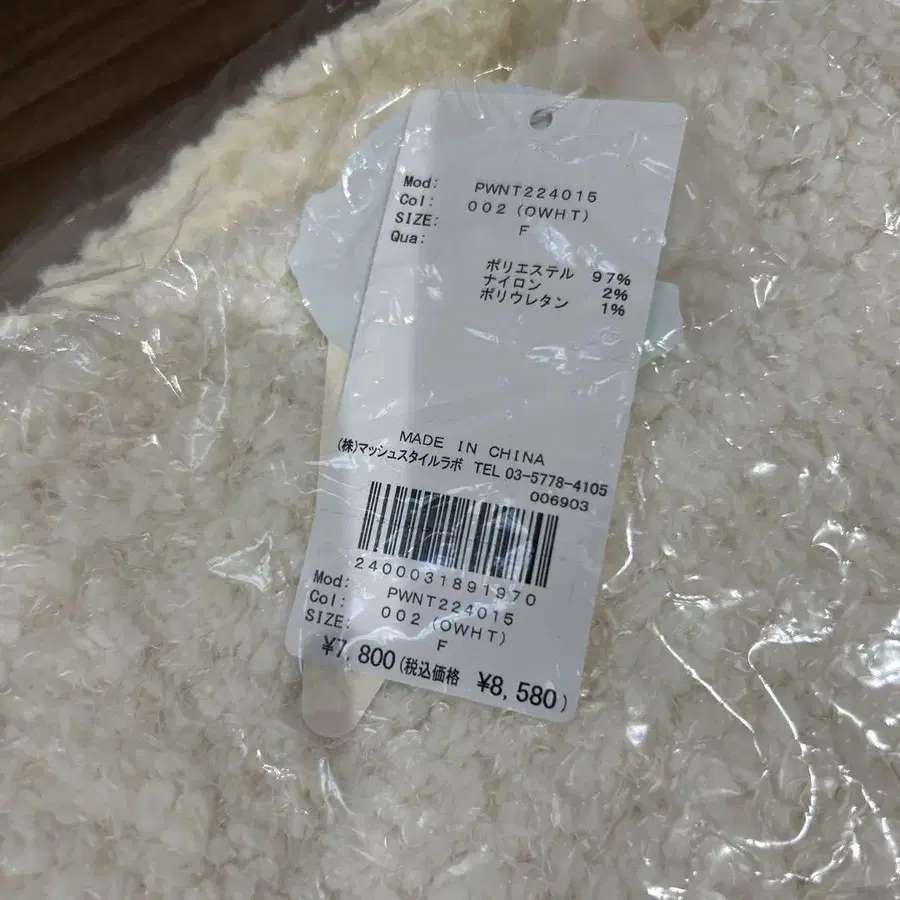 Mod: PWNT224015
Col: 002 (OWHT)
SIZE: F
Qua:
ポリエステル 97%
ナイロン 2%
ポリウレタン 1%
MADE IN CHINA
(株)マッシュスタイルラボ TEL 03-5778-4105
006903
2400031891970
Mod: PWNT224015
Col: 002 (OWHT)
SIZE: F
¥7,800(税込価格 ¥8,580)